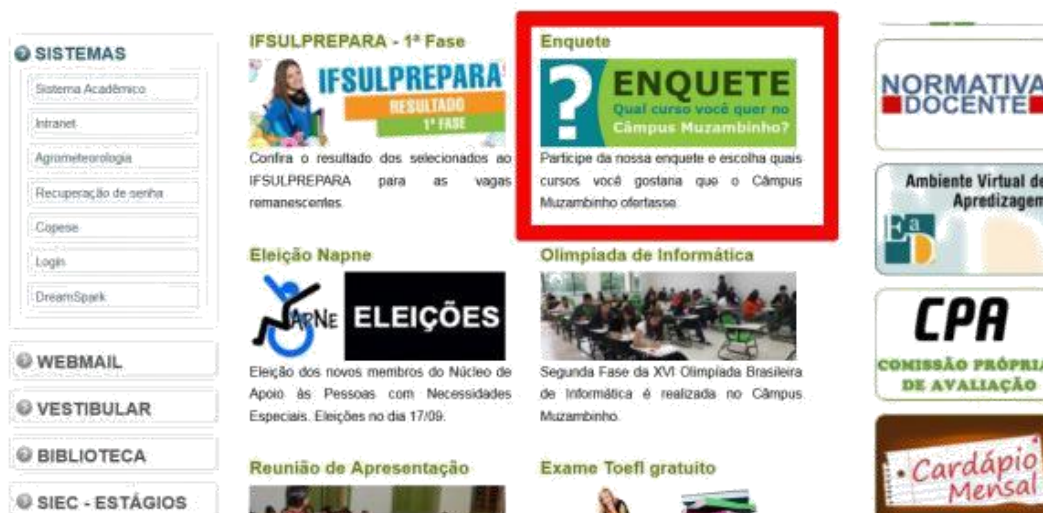 SISTEMAS
Sistema Acadêmico
Intranet
Agrometeorologia
Recuperação de senha
Copese
Login
DreamSpark
WEBMAIL
VESTIBULAR
BIBLIOTECA
SIEC - ESTÁGIOS
IFSULPREPARA - 1ª Fase
IFSULPREPARA
RESULTADO
1ª FASE
Confira o resultado dos selecionados ao
IFSULPREPARA para as vagas
remanescentes.
Enquete
?
ENQUETE
Qual curso você quer no
Câmpus Muzambinho?
Participe da nossa enquete e escolha quais
cursos você gostaria que o Câmpus
Muzambinho ofertasse.
Eleição Napne
NAPNE
ELEIÇÕES
Eleição dos novos membros do Núcleo de
Apoio às Pessoas com Necessidades
Especiais. Eleições no dia 17/09.
Olimpíada de Informática
Segunda Fase da XVI Olimpíada Brasileira
de Informática é realizada no Câmpus
Muzambinho.
Reunião de Apresentação
Exame Toefl gratuito
NORMATIVA
DOCENTE
Ambiente Virtual de
Apredizagem
EaD
CPA
COMISSÃO PRÓPRIA
DE AVALIAÇÃO
Cardápio
Mensal